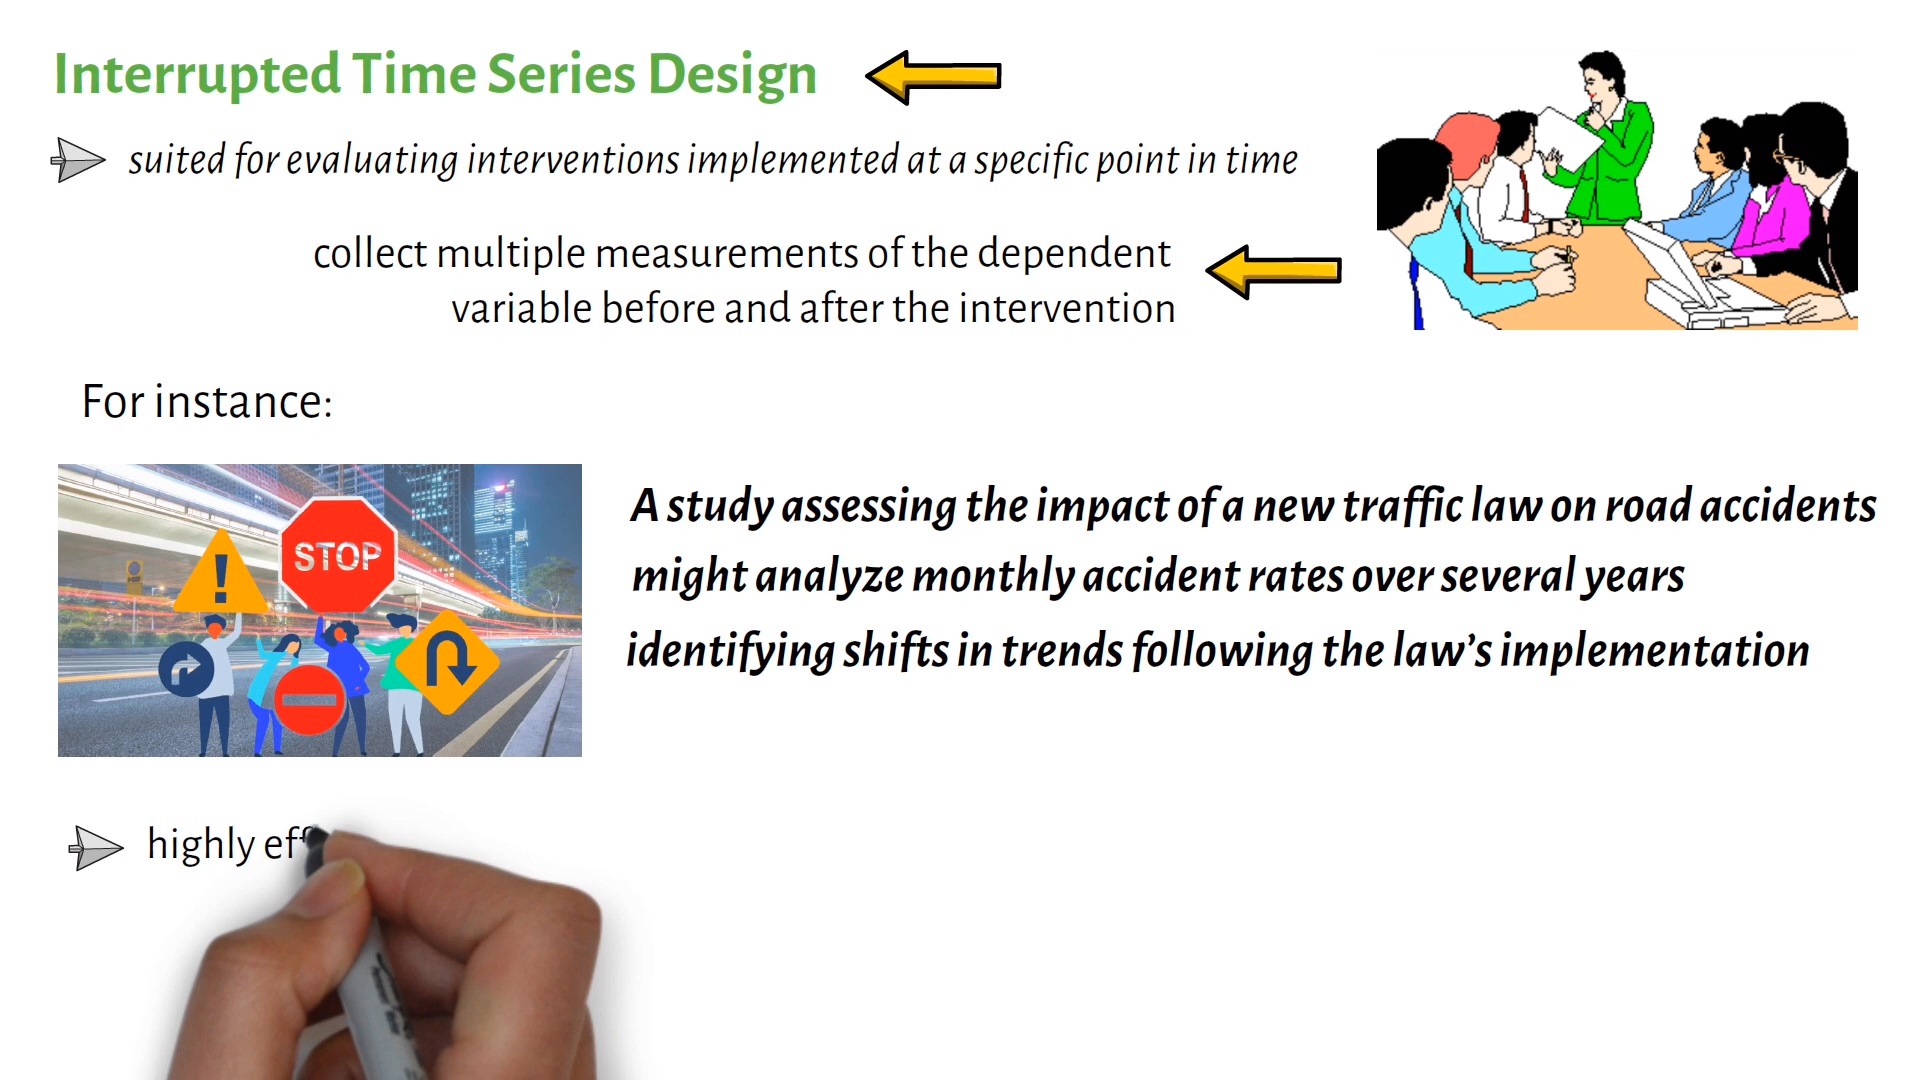 Interrupted Time Series Design
suited for evaluating interventions implemented at a specific point in time
collect multiple measurements of the dependent
variable before and after the intervention
For instance:
STOP
A study assessing the impact of a new traffic law on road accidents
might analyze monthly accident rates over several years
identifying shifts in trends following the law's implementation
highly eff